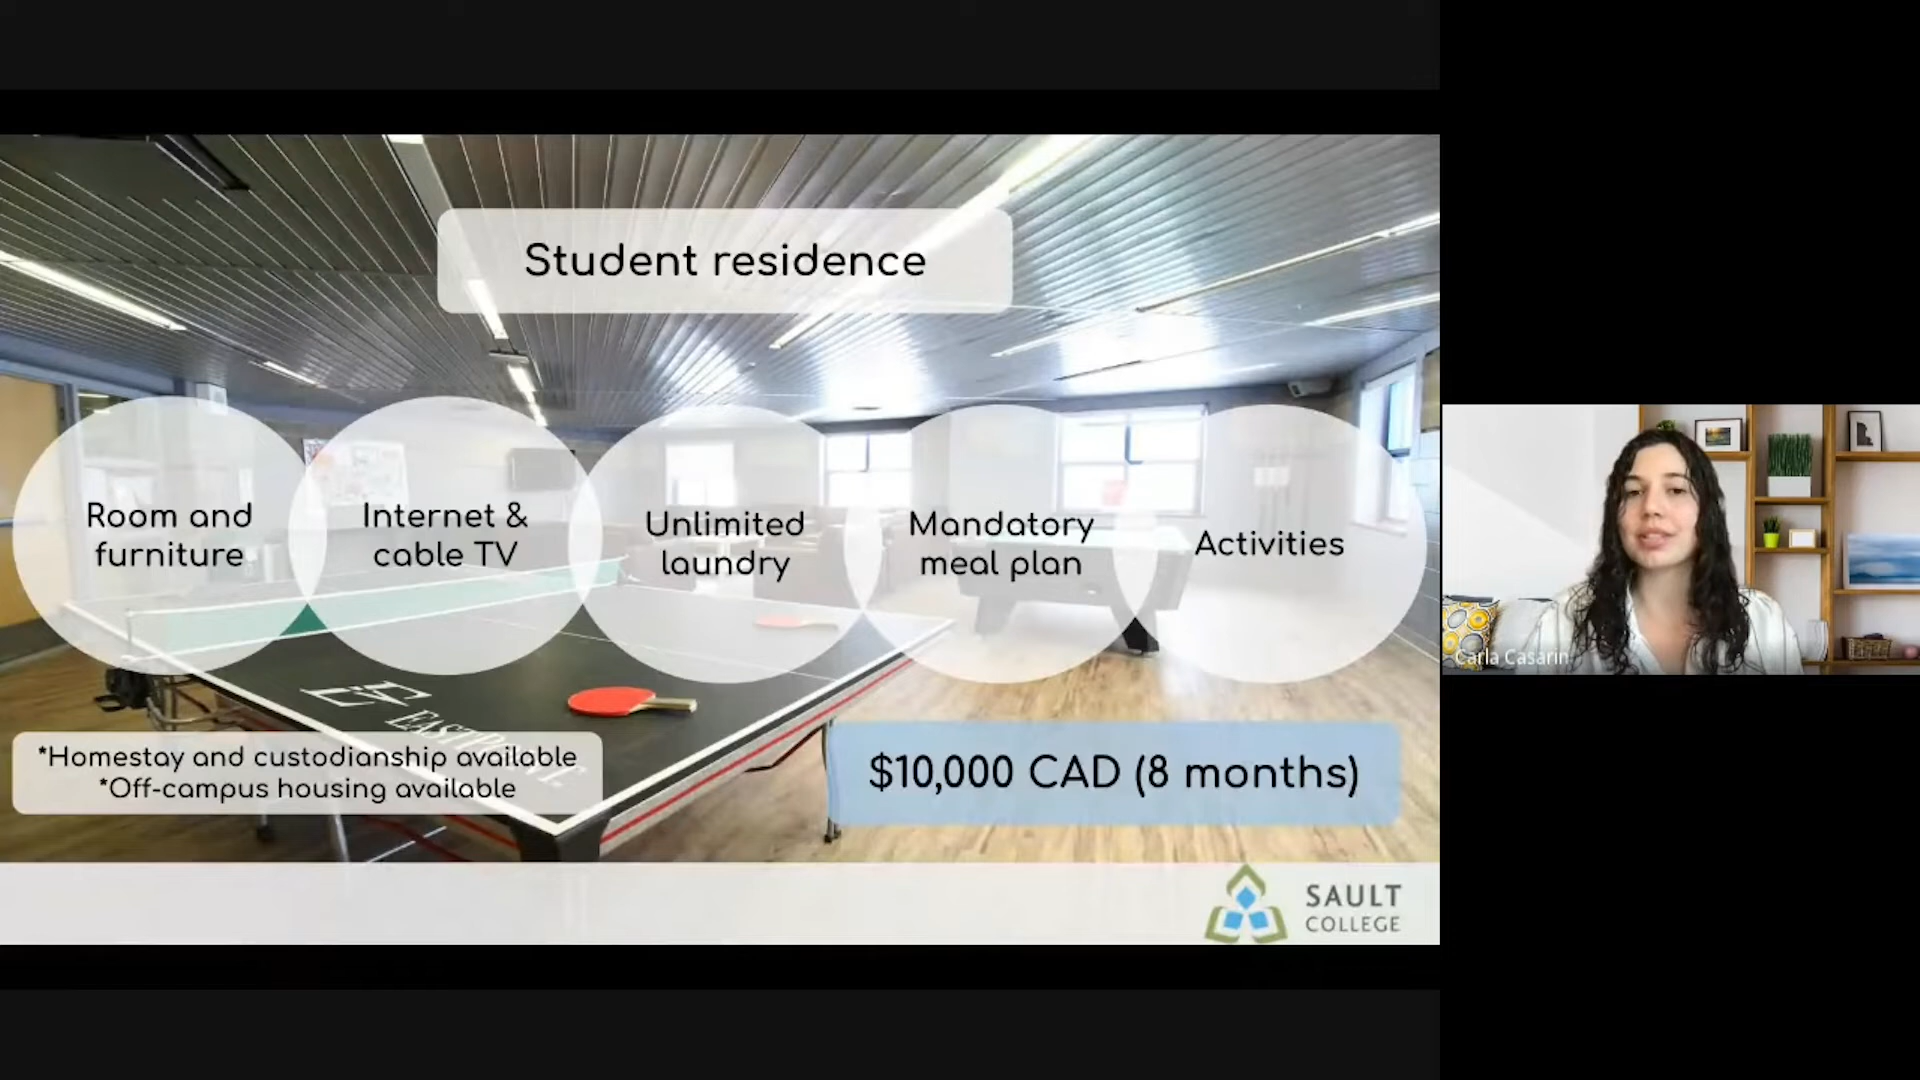 Student residence
Room and
furniture
Internet &
cable TV
Unlimited
laundry
Mandatory
meal plan
Activities
*Homestay and custodianship available
*Off-campus housing available
$10,000 CAD (8 months)
SAULT
COLLEGE
Carla Casarin